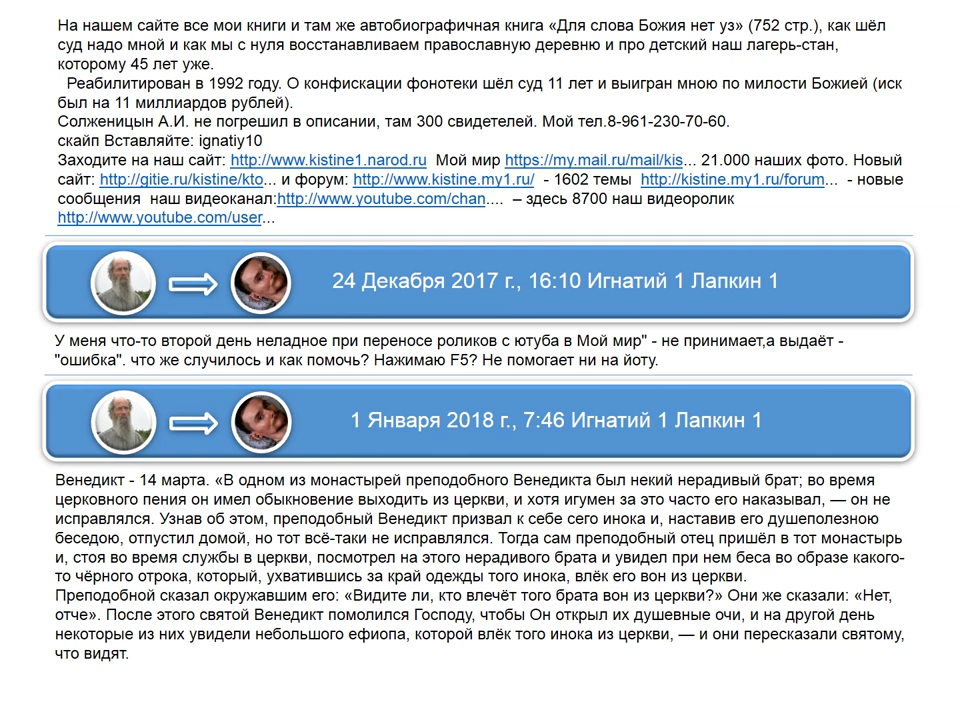 На нашем сайте все мои книги и там же автобиографичная книга «Для слова Божия нет уз» (752 стр.), как шёл
суд надо мной и как мы с нуля восстанавливаем православную деревню и про детский наш лагерь-стан,
которому 45 лет уже.
Реабилитирован в 1992 году. О конфискации фонотеки шёл суд 11 лет и выигран мною по милости Божией (иск
был на 11 миллиардов рублей).
Солженицын А.И. не погрешил в описании, там 300 свидетелей. Мой тел.8-961-230-70-60.
скайп Вставляйте: ignatiy10
Заходите на наш сайт: http://www.kistine1.narod.ru Мой мир https://my.mail.ru/mail/kis... 21.000 наших фото. Новый
сайт: http://gitie.ru/kistine/kto... и форум: http://www.kistine.my1.ru/ - 1602 темы http://kistine.my1.ru/forum... - новые
сообщения наш видеоканал:http://www.youtube.com/chan.... – здесь 8700 наш видеоролик
http://www.youtube.com/user...
24 Декабря 2017 г., 16:10 Игнатий 1 Лапкин 1
У меня что-то второй день неладное при переносе роликов с ютуба в Мой мир" - не принимает,а выдаёт -
"ошибка". что же случилось и как помочь? Нажимаю F5? Не помогает ни на йоту.
1 Января 2018 г., 7:46 Игнатий 1 Лапкин 1
Венедикт - 14 марта. «В одном из монастырей преподобного Венедикта был некий нерадивый брат; во время
церковного пения он имел обыкновение выходить из церкви, и хотя игумен за это часто его наказывал, — он не
исправлялся. Узнав об этом, преподобный Венедикт призвал к себе сего инока и, наставив его душеполезною
беседою, отпустил домой, но тот всё-таки не исправлялся. Тогда сам преподобный отец пришёл в тот монастырь
и, стоя во время службы в церкви, посмотрел на этого нерадивого брата и увидел при нем беса во образе какого-
то чёрного отрока, который, ухватившись за край одежды того инока, влёк его вон из церкви.
Преподобной сказал окружавшим его: «Видите ли, кто влечёт того брата вон из церкви?» Они же сказали: «Нет,
отче». После этого святой Венедикт помолился Господу, чтобы Он открыл их душевные очи, и на другой день
некоторые из них увидели небольшого ефиопа, которой влёк того инока из церкви, — и они пересказали святому,
что видят.